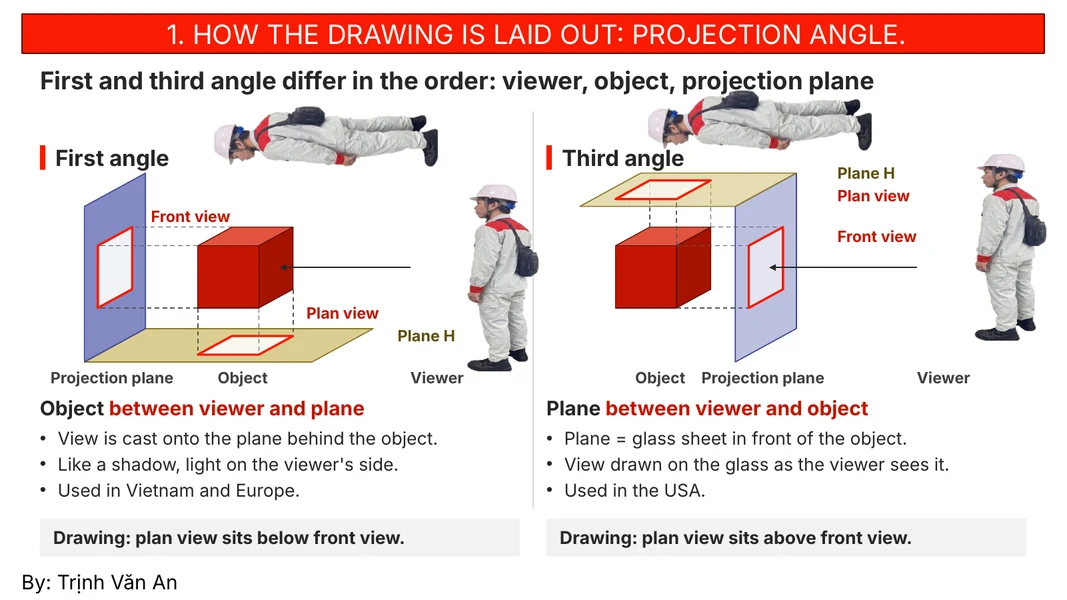 1. HOW THE DRAWING IS LAID OUT: PROJECTION ANGLE.
First and third angle differ in the order: viewer, object, projection plane
First angle
Front view
Plan view
Plane H
Projection plane
Object
Viewer
Object between viewer and plane
• View is cast onto the plane behind the object.
• Like a shadow, light on the viewer's side.
• Used in Vietnam and Europe.
Drawing: plan view sits below front view.
Third angle
Plane H
Plan view
Front view
Object
Projection plane
Viewer
Plane between viewer and object
• Plane = glass sheet in front of the object.
• View drawn on the glass as the viewer sees it.
• Used in the USA.
Drawing: plan view sits above front view.
By: Trịnh Văn An